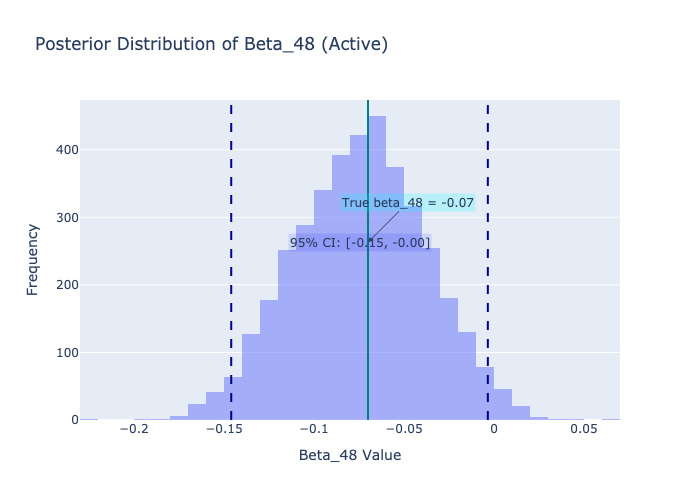 Posterior Distribution of Beta_48 (Active)
Frequency
400
300
200
100
0
True beta_48 = -0.07
95% CI: [-0.15, -0.00]
−0.2
−0.15
−0.1
−0.05
0
0.05
Beta_48 Value